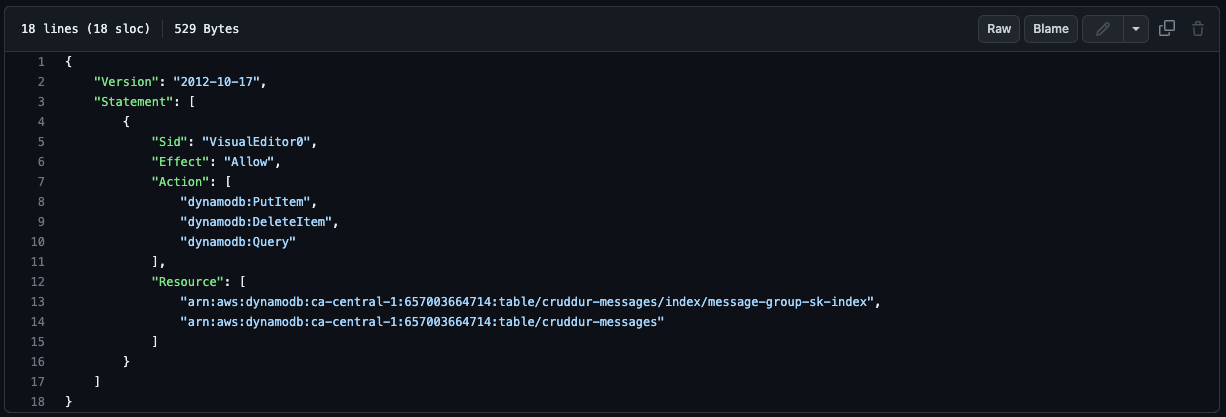 18 lines (18 sloc) 529 Bytes Raw Blame
1 {
2     "Version": "2012-10-17",
3     "Statement": [
4         {
5             "Sid": "VisualEditor0",
6             "Effect": "Allow",
7             "Action": [
8                 "dynamodb:PutItem",
9                 "dynamodb:DeleteItem",
10                 "dynamodb:Query"
11             ],
12             "Resource": [
13                 "arn:aws:dynamodb:ca-central-1:657003664714:table/cruddur-messages/index/message-group-sk-index",
14                 "arn:aws:dynamodb:ca-central-1:657003664714:table/cruddur-messages"
15             ]
16         }
17     ]
18 }